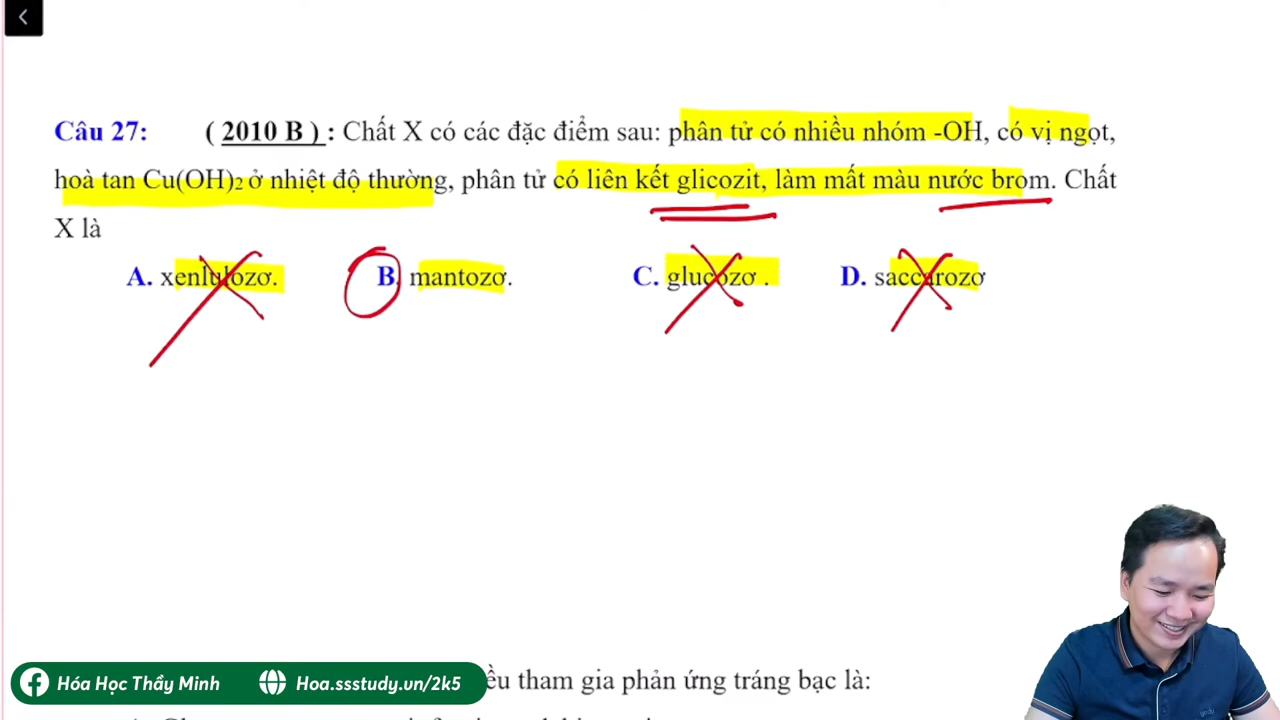 Câu 27: ( 2010 B ) : Chất X có các đặc điểm sau: phân tử có nhiều nhóm -OH, có vị ngọt,
hoà tan Cu(OH)2 ở nhiệt độ thường, phân tử có liên kết glicozit, làm mất màu nước brom. Chất
X là
A. xenlulozơ. B. mantozơ. C. glucozơ . D. saccarozơ
tham gia phản ứng tráng bạc là:
Hóa Học Thầy Minh Hoa.ssstudy.vn/2k5